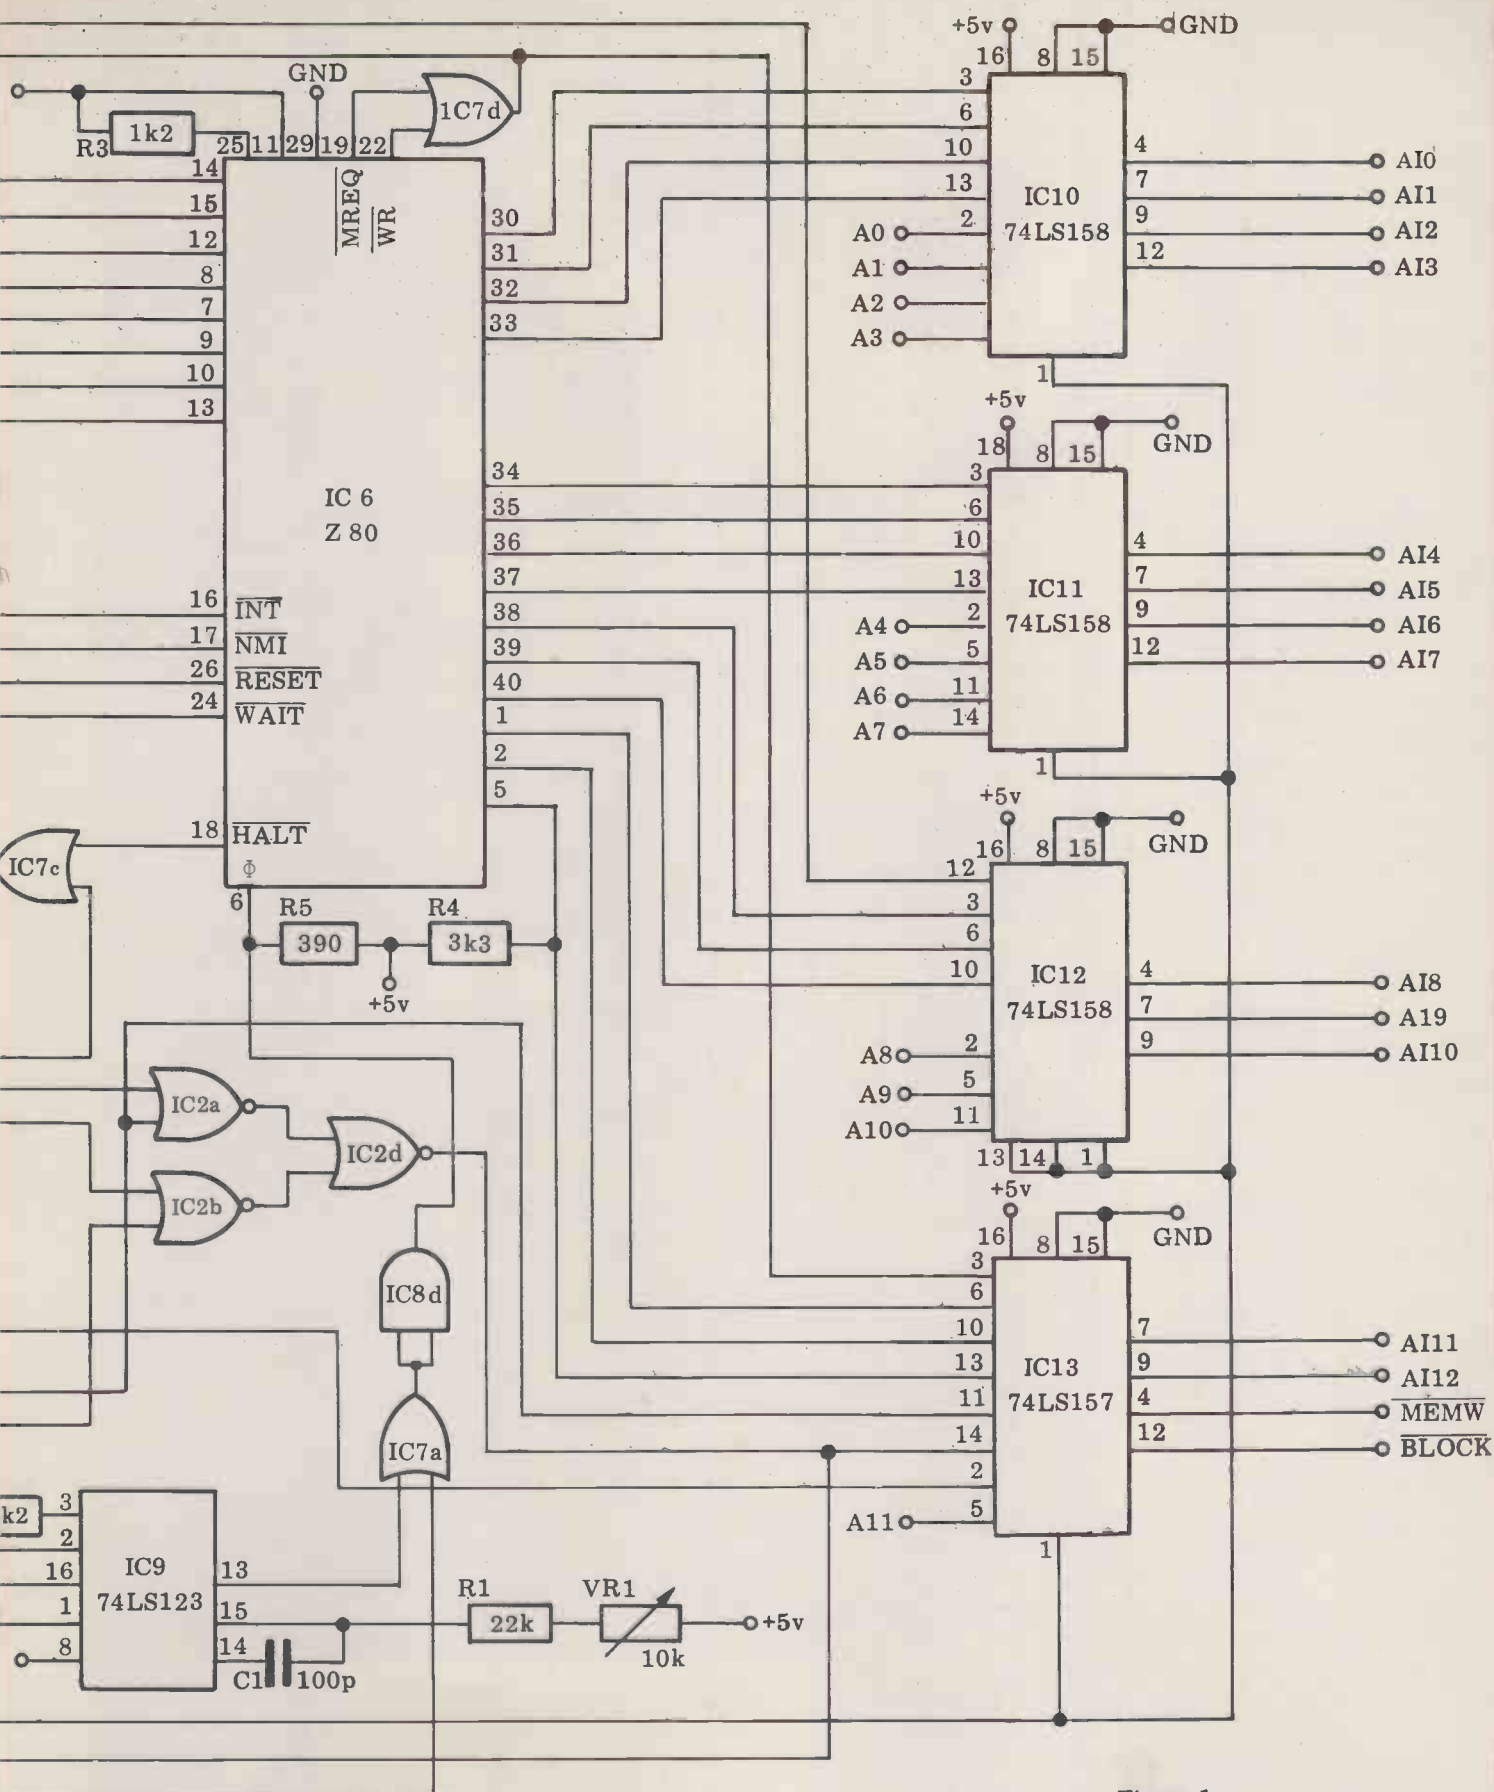 +5v
GND
16
8
15
GND
3
1C7d
6
1k2
R3
25
11
29
19
22
10
4
AI0
14
MREQ
WR
13
IC10
7
AI1
15
30
2
A0
74LS158
9
AI2
12
31
A1
12
AI3
8
32
A2
7
33
A3
9
10
1
13
+5v
18
8
15
GND
34
3
IC 6
35
6
Z 80
36
10
4
AI4
37
13
IC11
7
AI5
16
INT
38
A4
2
74LS158
9
AI6
17
NMI
39
A5
5
12
AI7
26
RESET
40
A6
11
24
WAIT
1
A7
14
2
1
5
+5v
18
HALT
16
8
15
GND
IC7c
Φ
12
6
R5
R4
3
390
3k3
6
+5v
10
IC12
4
AI8
74LS158
7
A19
A8
2
9
AI10
A9
5
IC2a
A10
11
IC2d
13
14
1
IC2b
+5v
16
8
15
GND
3
IC8d
6
10
7
AI11
13
IC13
9
AI12
11
74LS157
4
MEMW
IC7a
14
12
BLOCK
2
k2
3
A11
5
2
1
16
IC9
13
R1
VR1
1
74LS123
15
22k
+5v
8
14
10k
C1
100p